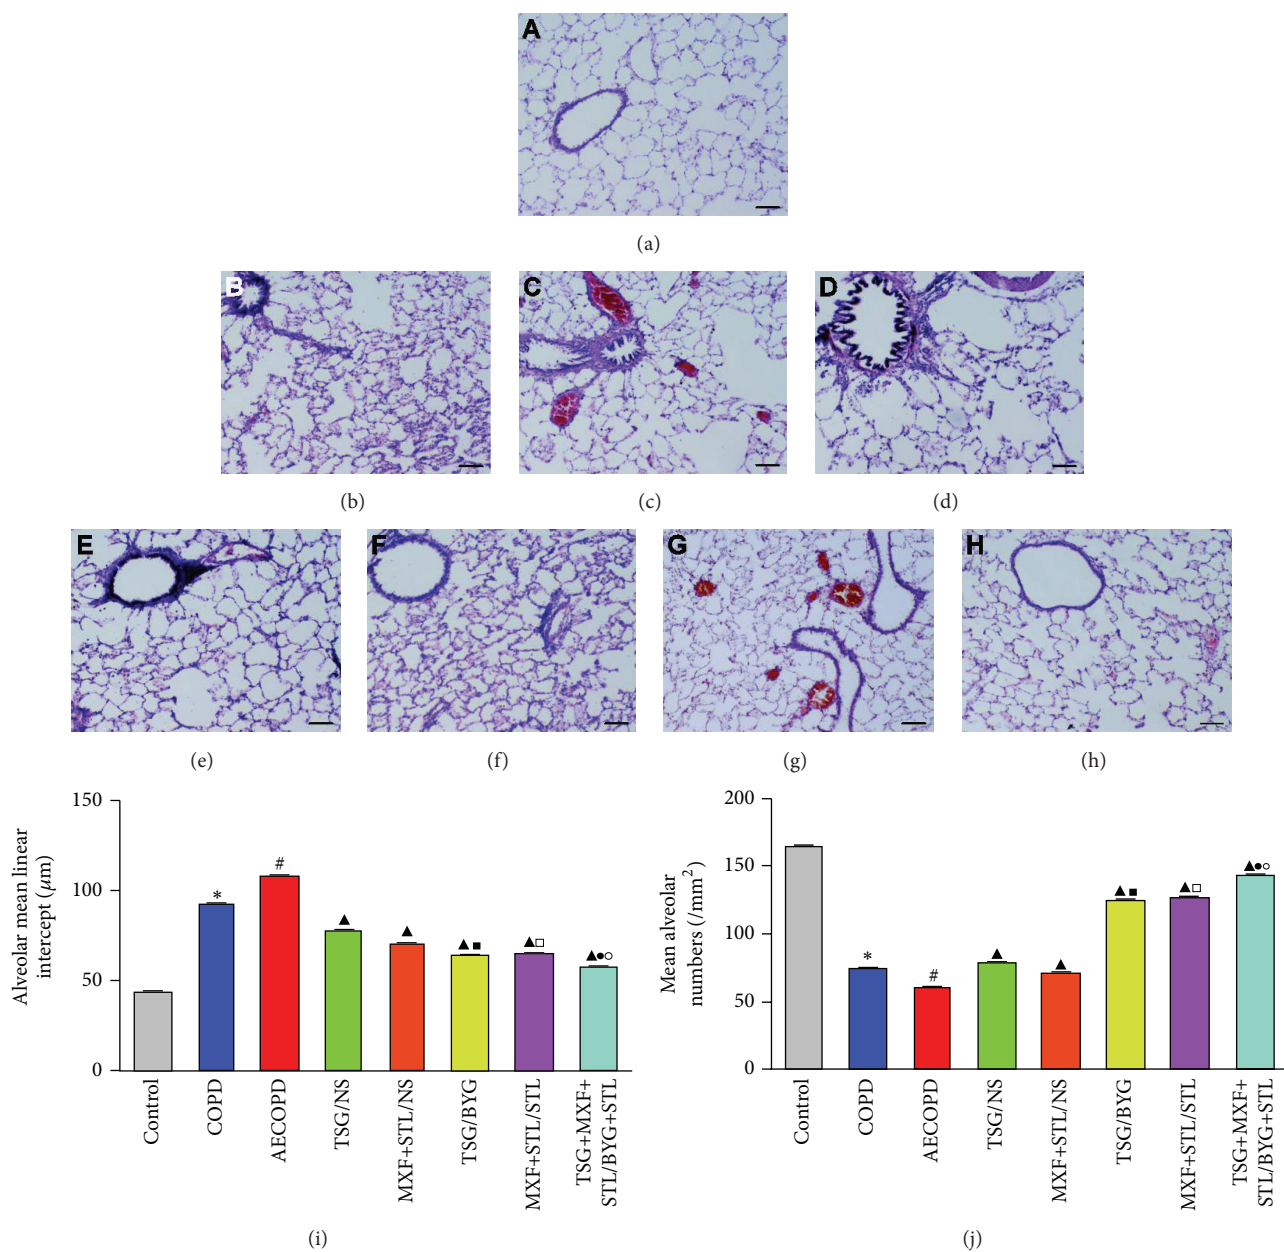 A
(a)
B
C
D
(b)
(c)
(d)
E
F
G
H
(e)
(f)
(g)
(h)
Alveolar mean linear
intercept (μm)
150
100
50
0
*
#
▲
▲
▲■
▲□
▲●○
Control
COPD
AECOPD
TSG/NS
MXF+STL/NS
TSG/BYG
MXF+STL/STL
TSG+MXF+
STL/BYG+STL
(i)
Mean alveolar
numbers (/mm²)
200
150
100
50
0
*
#
▲
▲
▲■
▲□
▲●○
Control
COPD
AECOPD
TSG/NS
MXF+STL/NS
TSG/BYG
MXF+STL/STL
TSG+MXF+
STL/BYG+STL
(j)